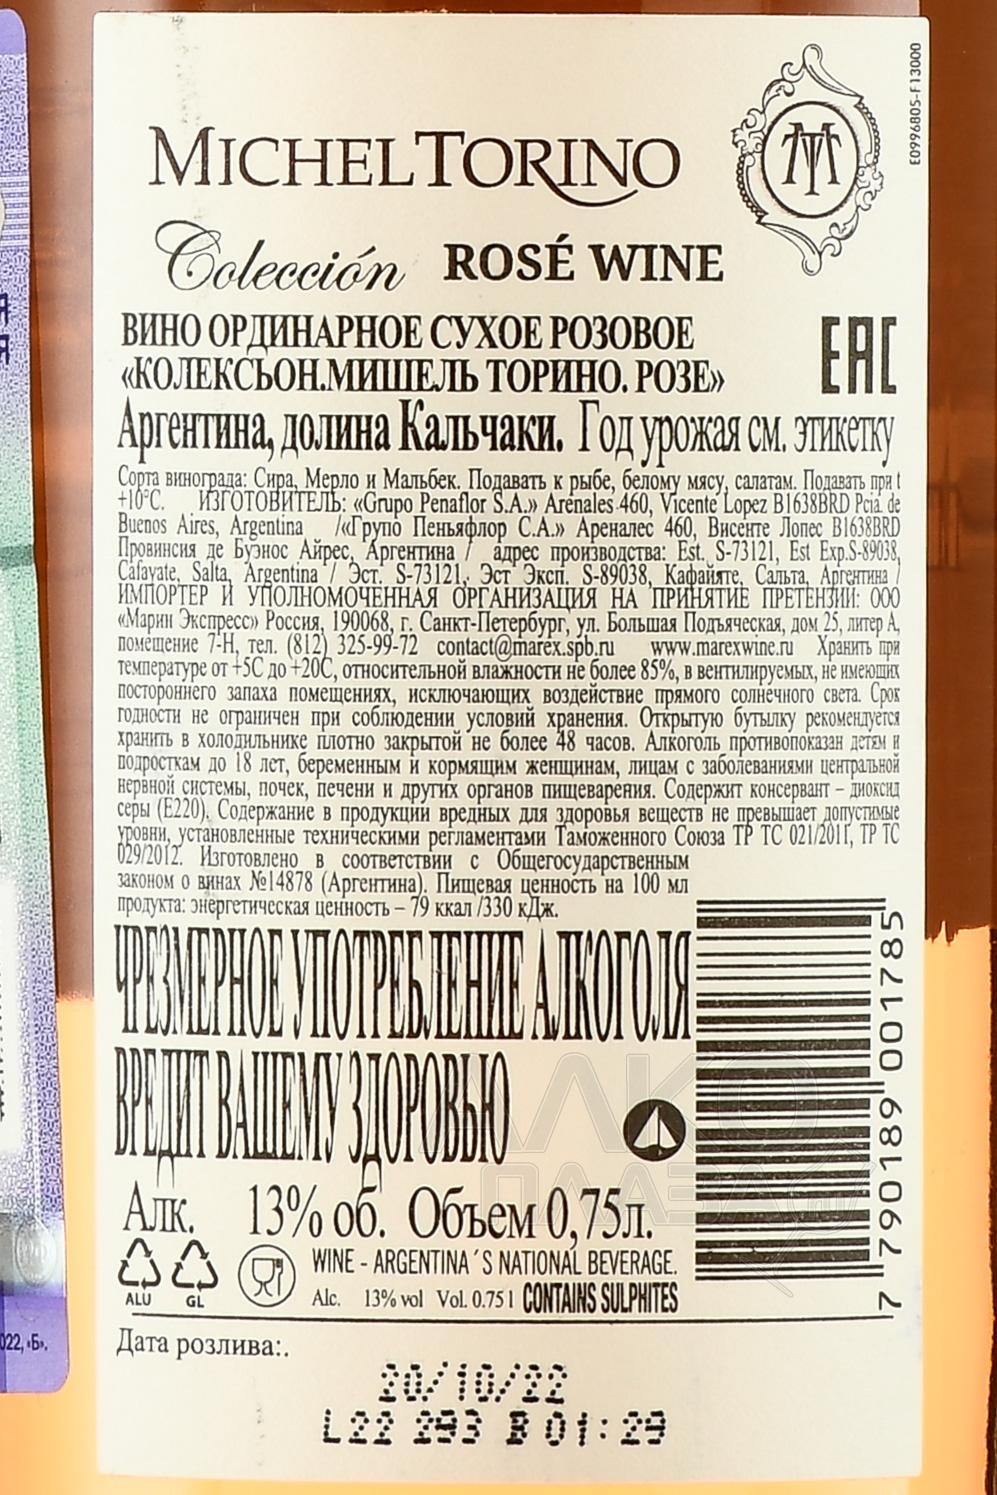 MICHEL TORINO
Colección ROSÉ WINE
E0996805-F13000
ВИНО ОРДИНАРНОЕ СУХОЕ РОЗОВОЕ
«КОЛЕКСЬОН.МИШЕЛЬ ТОРИНО. РОЗЕ»
EAC
Аргентина, долина Кальчаки. Год урожая см. этикетку
Сорта винограда: Сира, Мерло и Мальбек. Подавать к рыбе, белому мясу, салатам. Подавать при t
+10°C. ИЗГОТОВИТЕЛЬ: «Grupo Penaflor S.A.» Arenales 460, Vicente Lopez B1638BRD Pcia. de
Buenos Aires, Argentina /«Групо Пеньяфлор С.А.» Ареналес 460, Висенте Лопес B1638BRD
Провинсия де Буэнос Айрес, Аргентина / адрес производства: Est. S-73121, Est Exp.S-89038,
Cafayate, Salta, Argentina / Эст. S-73121, Эст Эксп. S-89038, Кафайяте, Сальта, Аргентина /
ИМПОРТЕР И УПОЛНОМОЧЕННАЯ ОРГАНИЗАЦИЯ НА ПРИНЯТИЕ ПРЕТЕНЗИИ: ООО
«Марин Экспресс» Россия, 190068, г. Санкт-Петербург, ул. Большая Подъяческая, дом 25, литер А,
помещение 7-Н, тел. (812) 325-99-72 contact@marex.spb.ru www.marexwine.ru Хранить при
температуре от +5С до +20С, относительной влажности не более 85%, в вентилируемых, не имеющих
постороннего запаха помещениях, исключающих воздействие прямого солнечного света. Срок
годности не ограничен при соблюдении условий хранения. Открытую бутылку рекомендуется
хранить в холодильнике плотно закрытой не более 48 часов. Алкоголь противопоказан детям и
подросткам до 18 лет, беременным и кормящим женщинам, лицам с заболеваниями центральной
нервной системы, почек, печени и других органов пищеварения. Содержит консервант – диоксид
серы (Е220). Содержание в продукции вредных для здоровья веществ не превышает допустимые
уровни, установленные техническими регламентами Таможенного Союза ТР ТС 021/2011, ТР ТС
029/2012. Изготовлено в соответствии с Общегосударственным
законом о винах №14878 (Аргентина). Пищевая ценность на 100 мл
продукта: энергетическая ценность – 79 ккал /330 кДж.
ЧРЕЗМЕРНОЕ УПОТРЕБЛЕНИЕ АЛКОГОЛЯ
ВРЕДИТ ВАШЕМУ ЗДОРОВЬЮ
7 790189 001785
АЛКО
ПЛАЗА
Алк. 13% об. Объем 0,75л.
ALU GL
WINE - ARGENTINA´S NATIONAL BEVERAGE.
Alc. 13% vol Vol. 0.75 l CONTAINS SULPHITES
Дата розлива:.
20/10/22
L22 293 B 01:29
022, «Б».